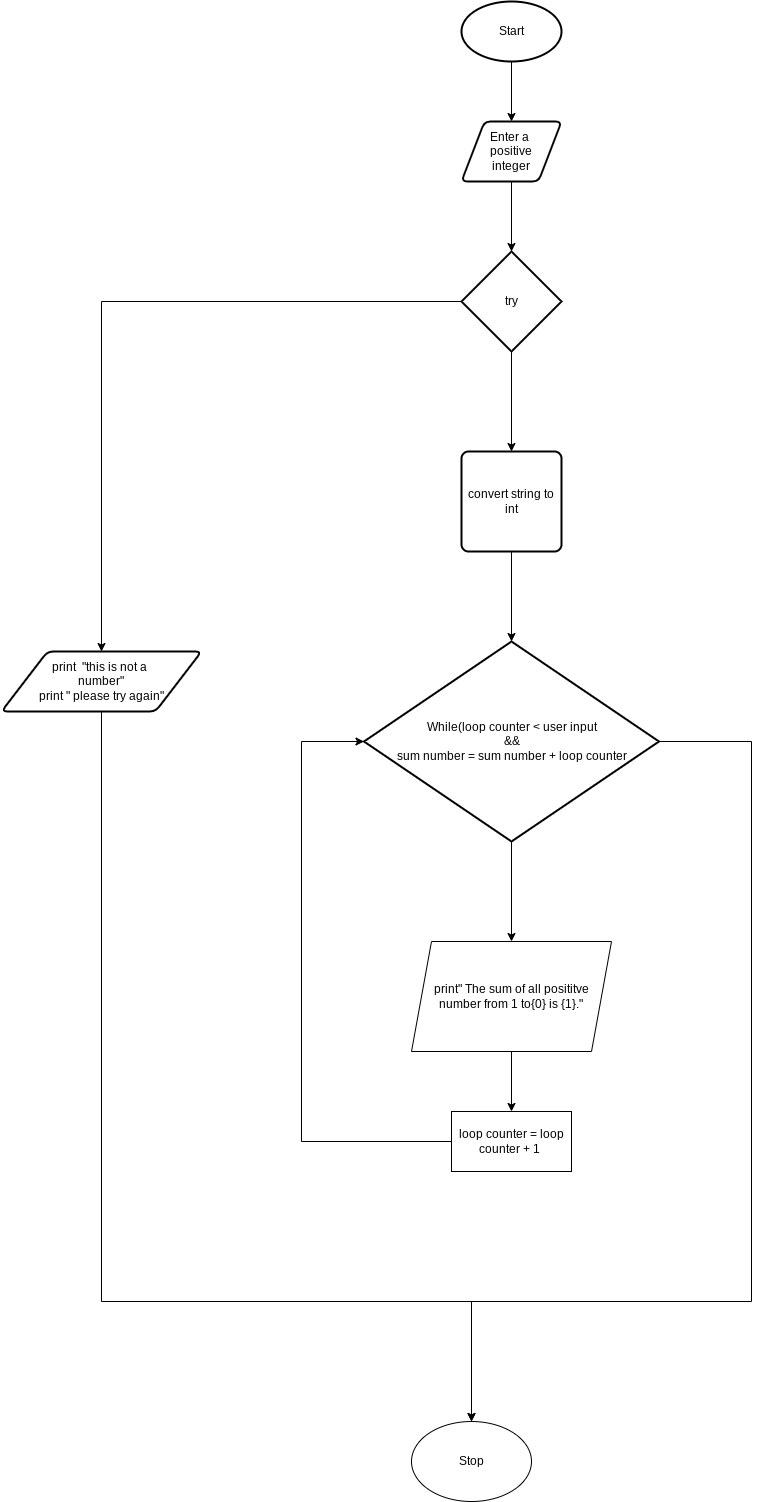 Start
Enter a
positive
integer
try
convert string to
int
print  "this is not a
number"
print " please try again"
While(loop counter < user input
&&
sum number = sum number + loop counter
print" The sum of all posititve
number from 1 to{0} is {1}."
loop counter = loop
counter + 1
Stop